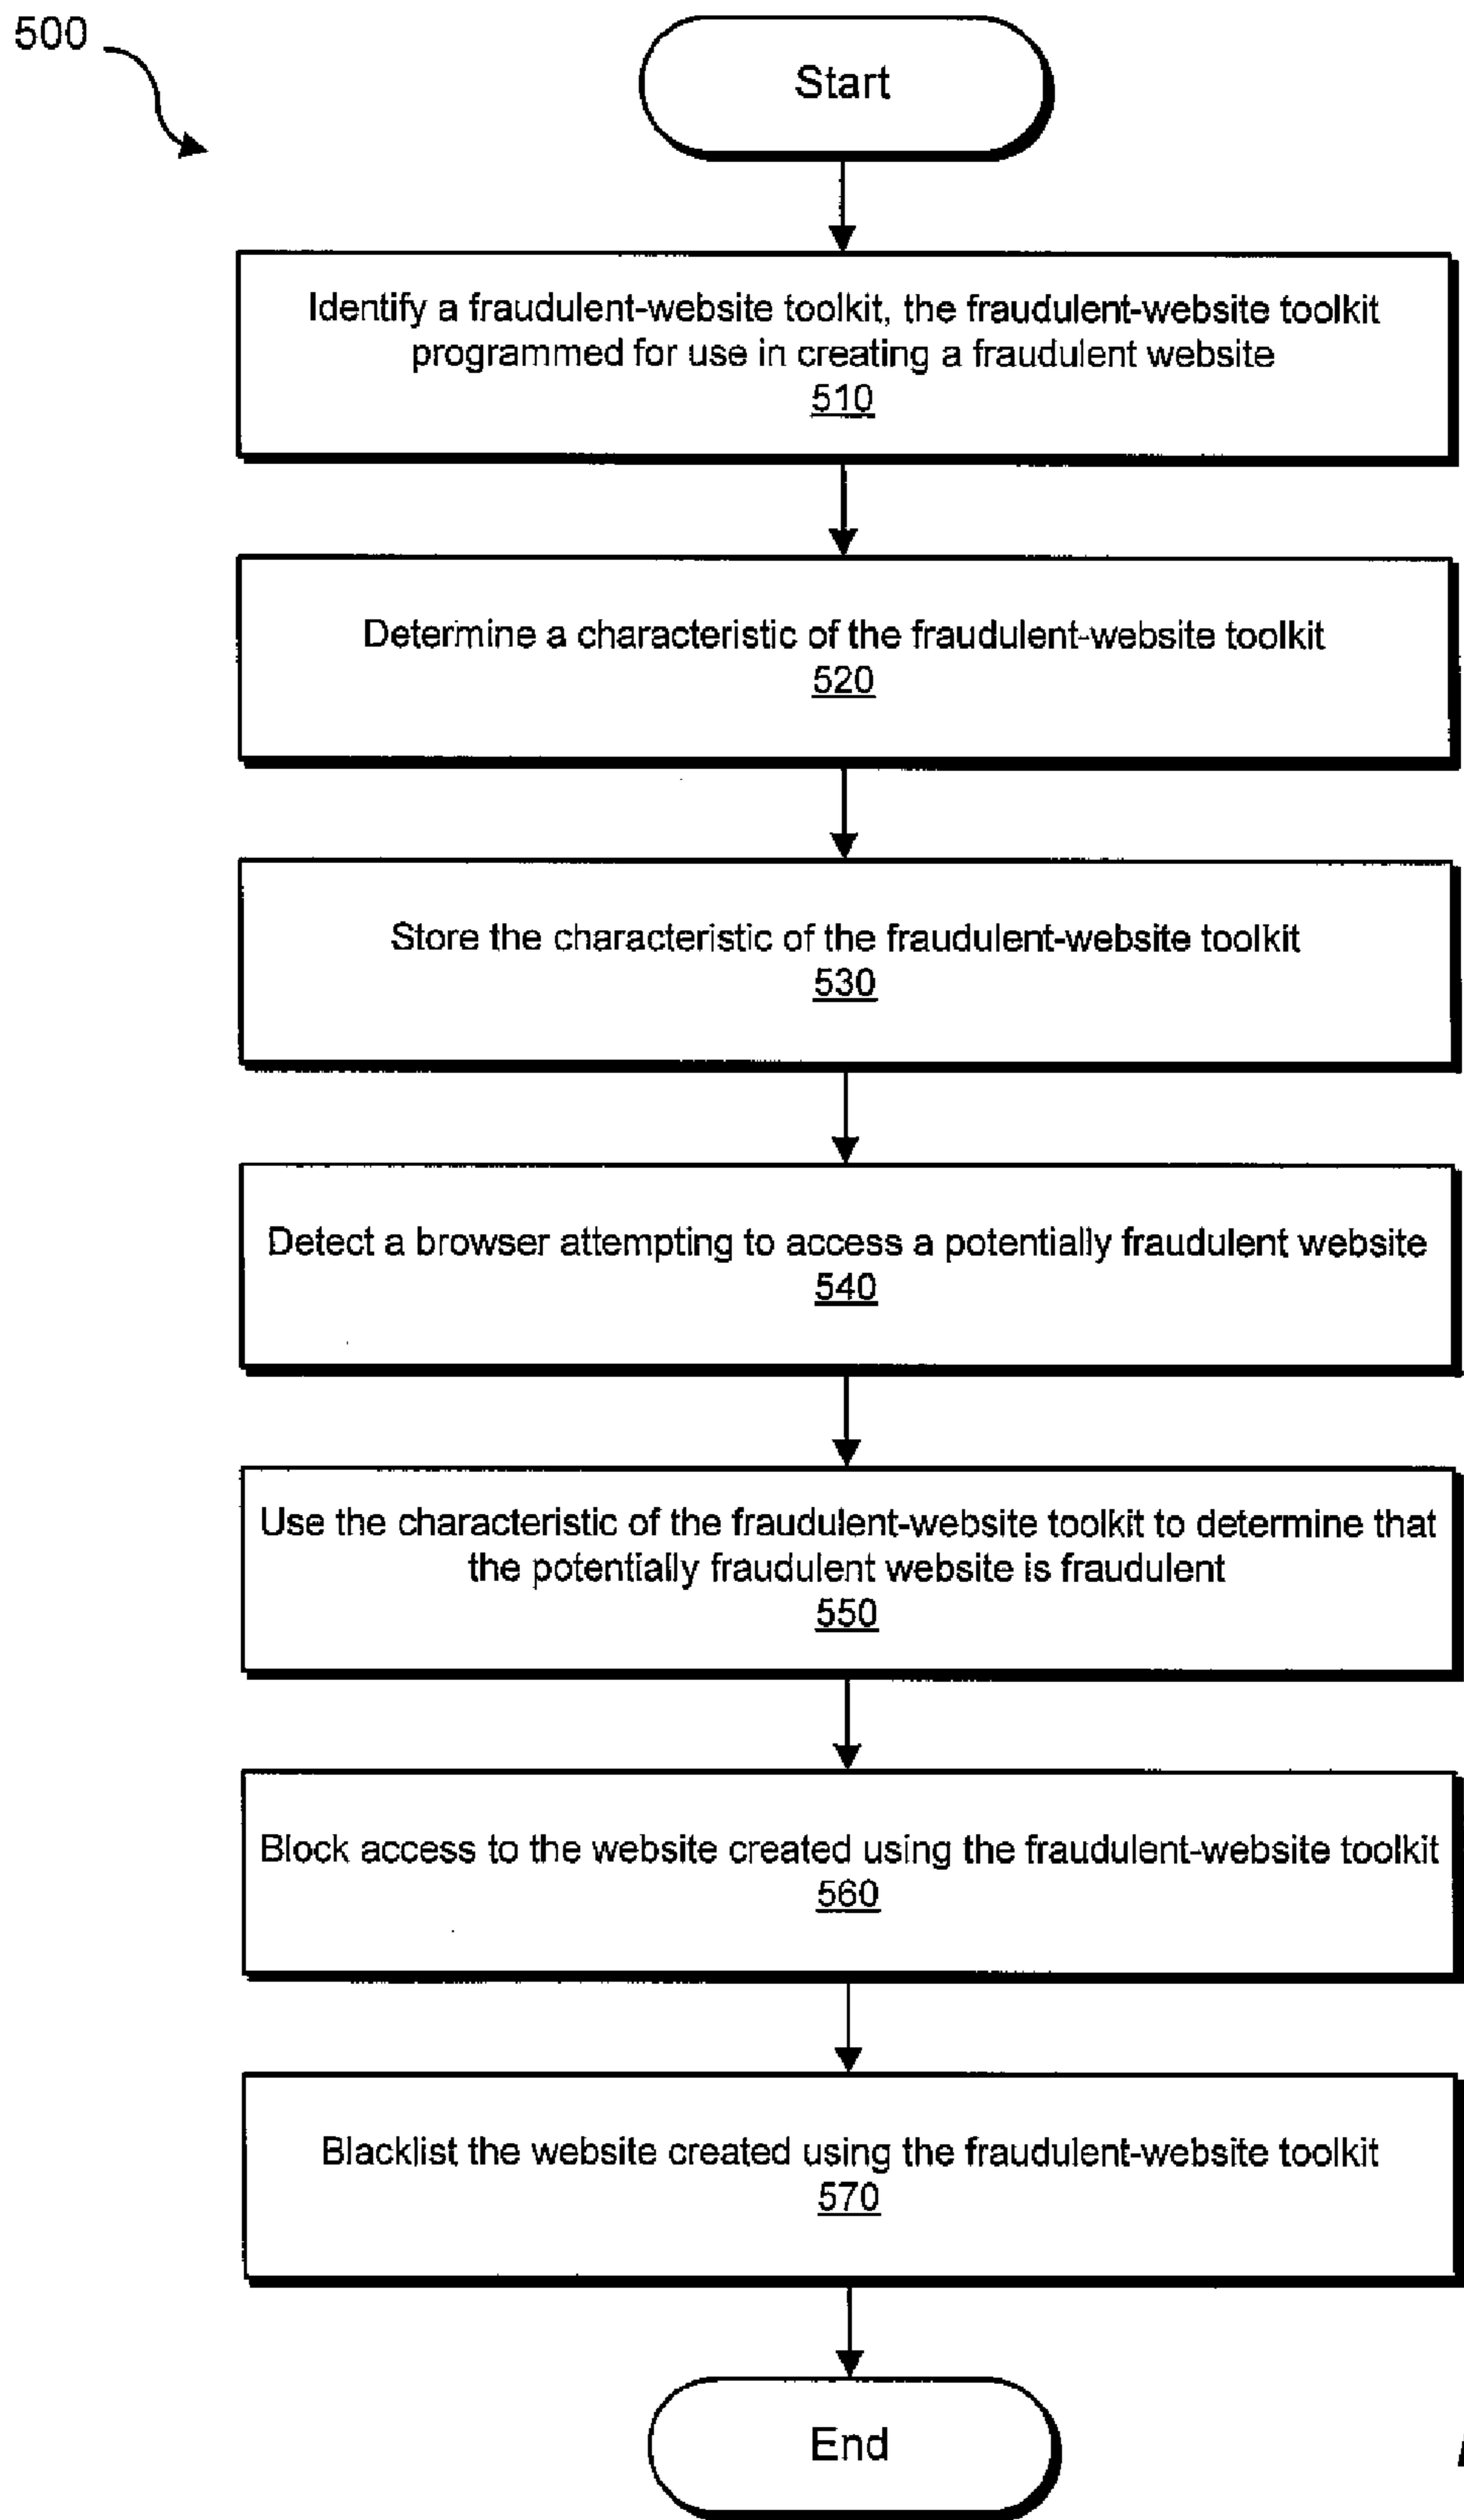 500
Start
Identify a fraudulent-website toolkit, the fraudulent-website toolkit
programmed for use in creating a fraudulent website
510
Determine a characteristic of the fraudulent-website toolkit
520
Store the characteristic of the fraudulent-website toolkit
530
Detect a browser attempting to access a potentially fraudulent website
540
Use the characteristic of the fraudulent-website toolkit to determine that
the potentially fraudulent website is fraudulent
550
Block access to the website created using the fraudulent-website toolkit
560
Blacklist the website created using the fraudulent-website toolkit
570
End